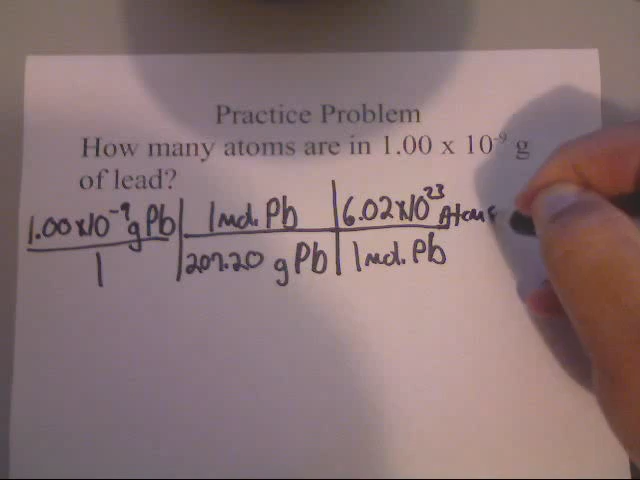 Practice Problem
How many atoms are in 1.00 x 10⁻⁹ g
of lead?
1.00x10⁻⁹ g Pb | 1 mol. Pb | 6.02x10²³ Atoms
1 | 207.20 g Pb | 1 mol. Pb